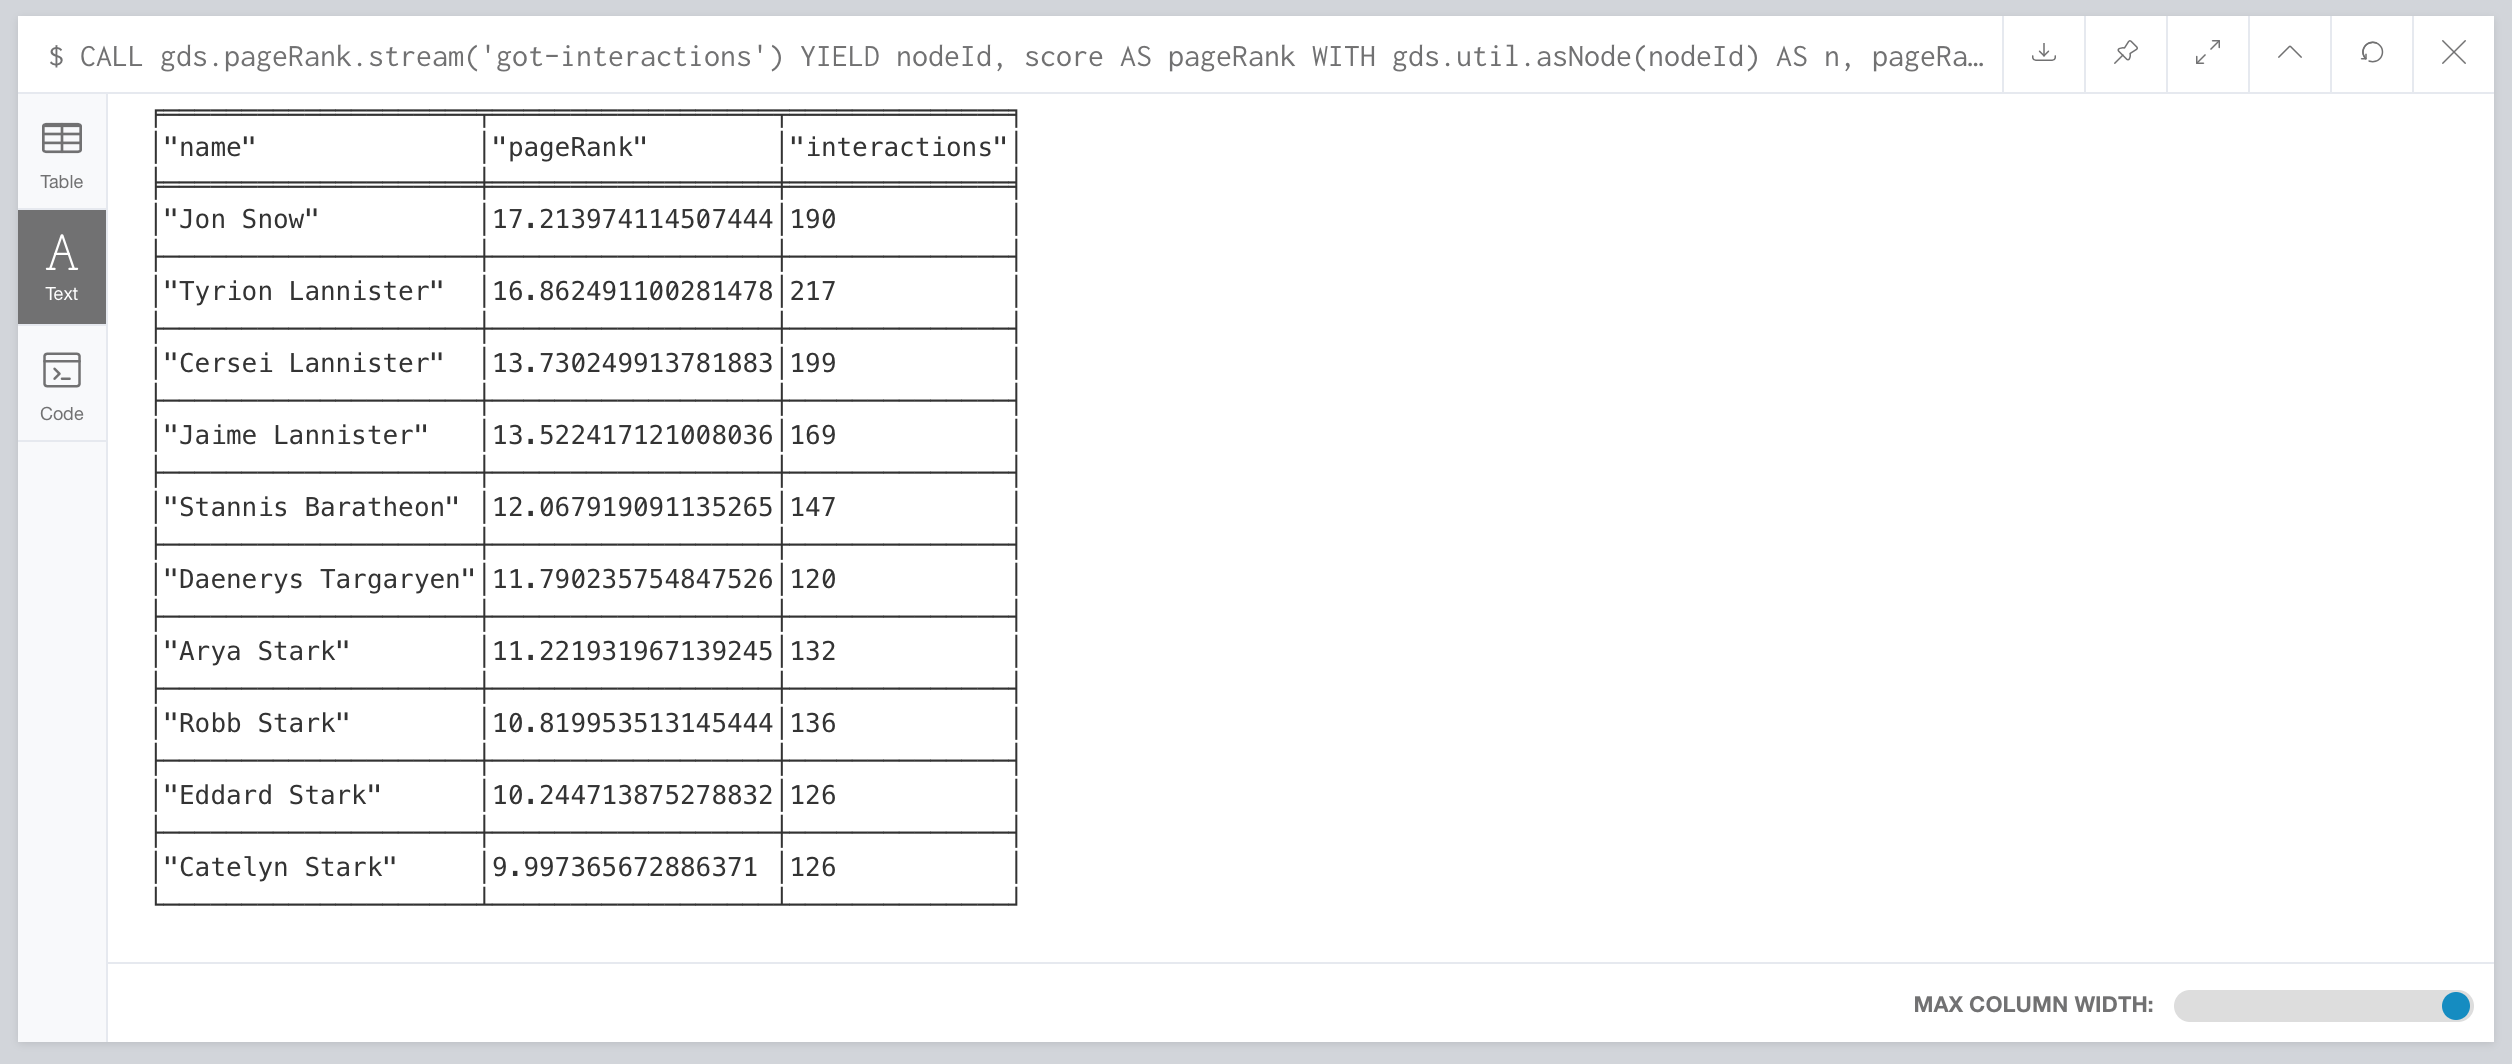 $ CALL gds.pageRank.stream('got-interactions') YIELD nodeId, score AS pageRank WITH gds.util.asNode(nodeId) AS n, pageRa…
Table
Text
Code
"name" "pageRank" "interactions"
"Jon Snow" 17.213974114507444 190
"Tyrion Lannister" 16.862491100281478 217
"Cersei Lannister" 13.730249913781883 199
"Jaime Lannister" 13.522417121008036 169
"Stannis Baratheon" 12.067919091135265 147
"Daenerys Targaryen" 11.790235754847526 120
"Arya Stark" 11.221931967139245 132
"Robb Stark" 10.819953513145444 136
"Eddard Stark" 10.244713875278832 126
"Catelyn Stark" 9.997365672886371 126
MAX COLUMN WIDTH: